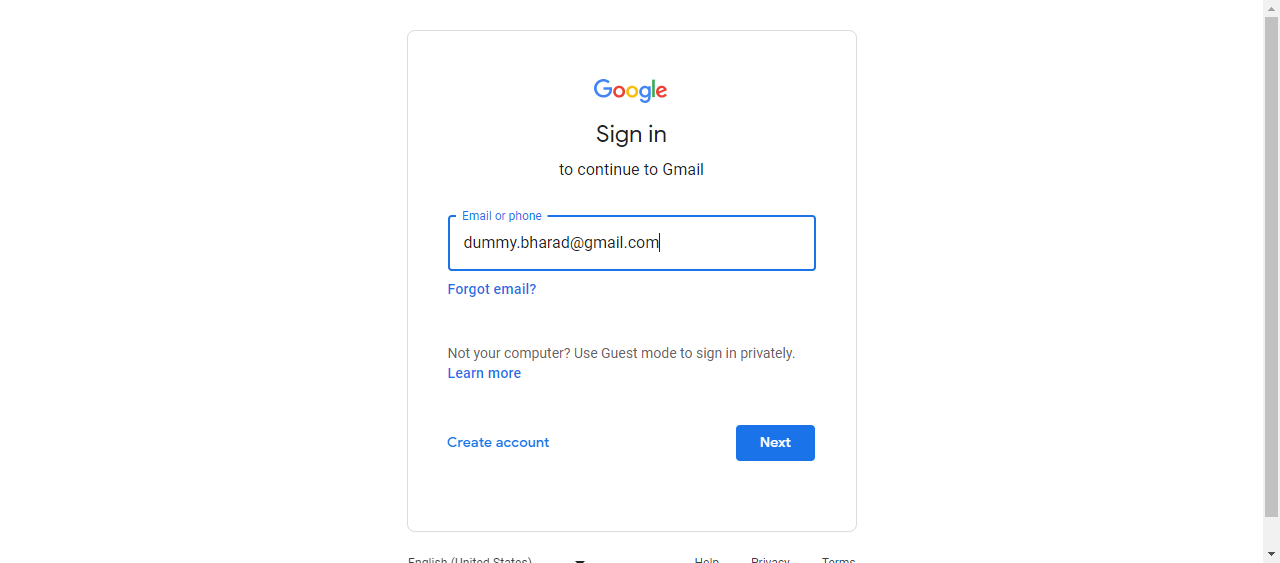 Google
Sign in
to continue to Gmail
Email or phone
dummy.bharad@gmail.com
Forgot email?
Not your computer? Use Guest mode to sign in privately.
Learn more
Create account
Next
English (United States)
Help
Privacy
Terms